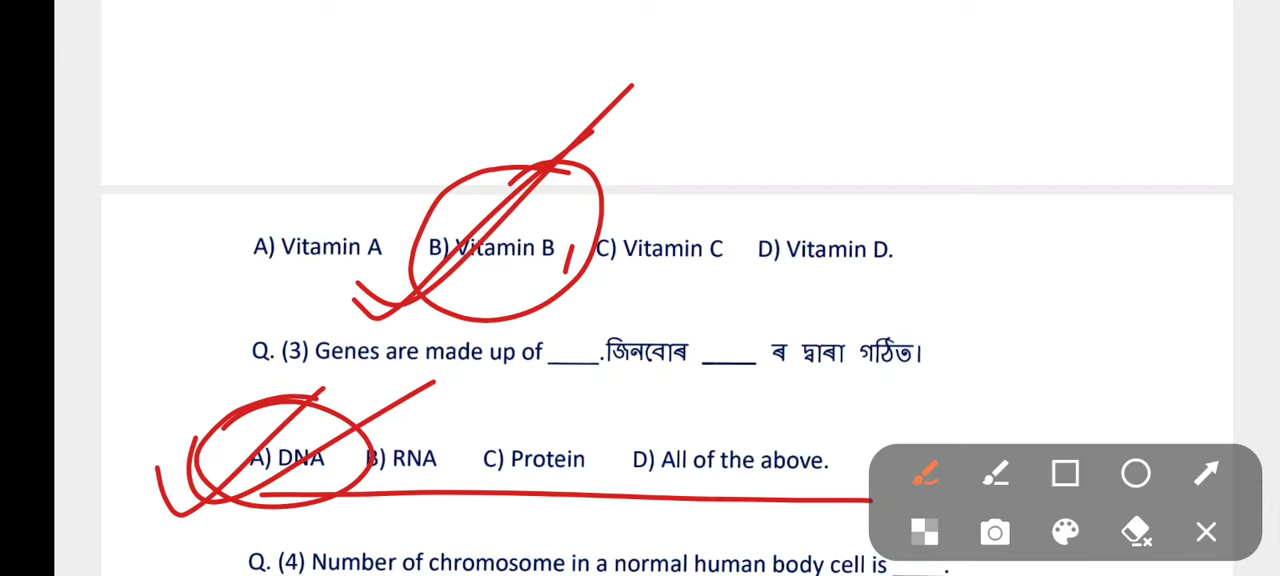 A) Vitamin A B) Vitamin B C) Vitamin C D) Vitamin D.
Q. (3) Genes are made up of ____.জিনবোৰ ____ ৰ দ্বাৰা গঠিত।
A) DNA B) RNA C) Protein D) All of the above.
Q. (4) Number of chromosome in a normal human body cell is ____.